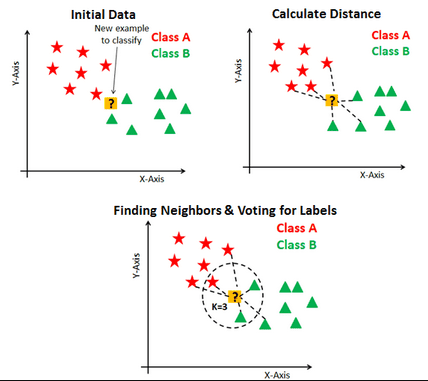 Initial Data
New example
to classify
Class A
Class B
?
Y-Axis
X-Axis
Calculate Distance
Class A
Class B
?
Y-Axis
X-Axis
Finding Neighbors & Voting for Labels
Class A
Class B
?
K=3
Y-Axis
X-Axis